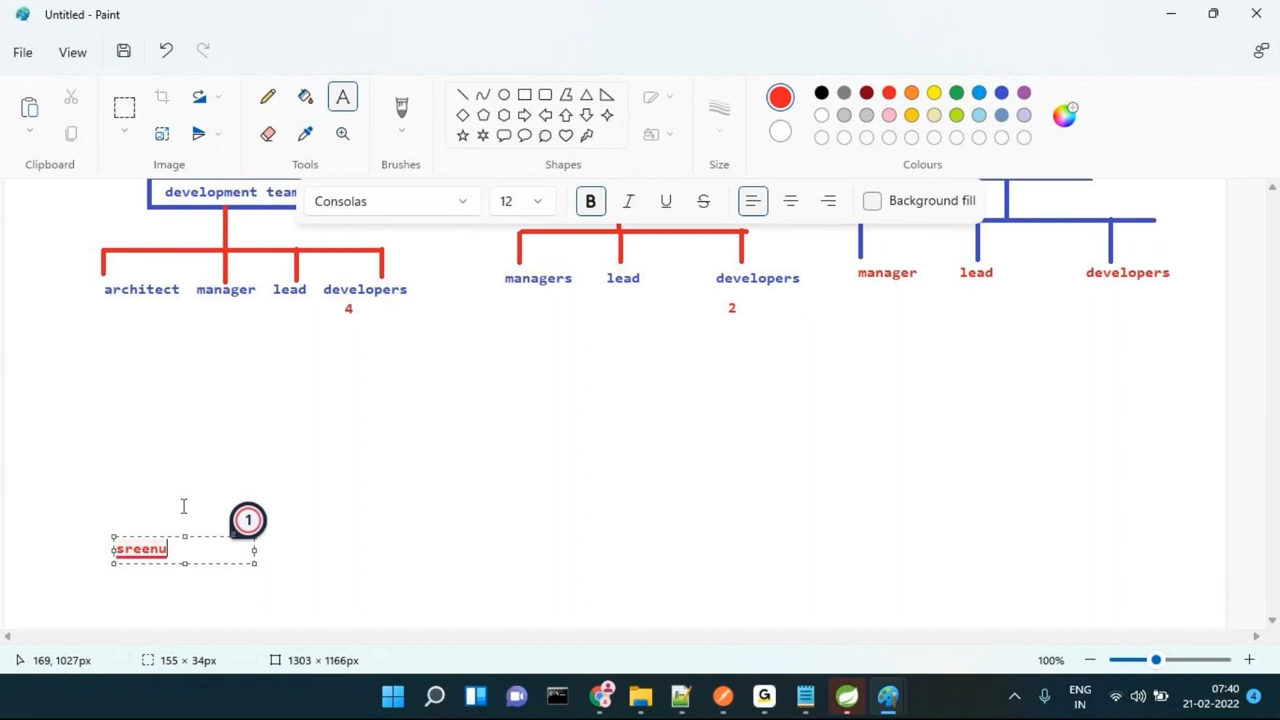 Untitled - Paint
File
View
Clipboard
Image
Tools
Brushes
Shapes
Size
Colours
development team
Consolas
12
B
I
U
S
Background fill
architect manager lead developers
4
managers lead developers
2
manager lead developers
1
sreenu
169, 1027px
155 × 34px
1303 × 1166px
100%
ENG
IN
07:40
21-02-2022
4